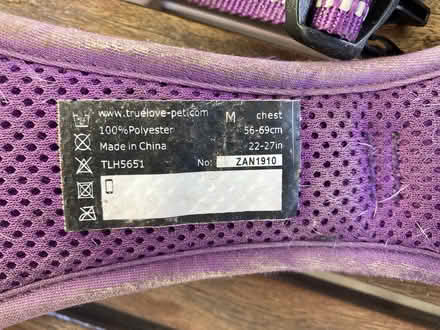 www.truelove-pet.com M chest
100%Polyester 56-69cm
Made in China 22-27in
TLH5651 No: ZAN1910